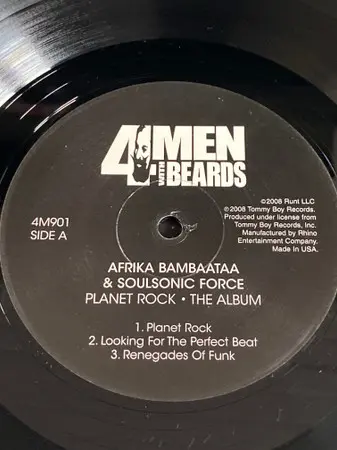 4 MEN
WITH BEARDS
℗2008 Runt LLC
©2008 Tommy Boy Records.
Produced under license from
Tommy Boy Records, Inc.
Manufactured by Rhino
Entertainment Company.
Made in USA.
4M901
SIDE A
AFRIKA BAMBAATAA
& SOULSONIC FORCE
PLANET ROCK • THE ALBUM
1. Planet Rock
2. Looking For The Perfect Beat
3. Renegades Of Funk